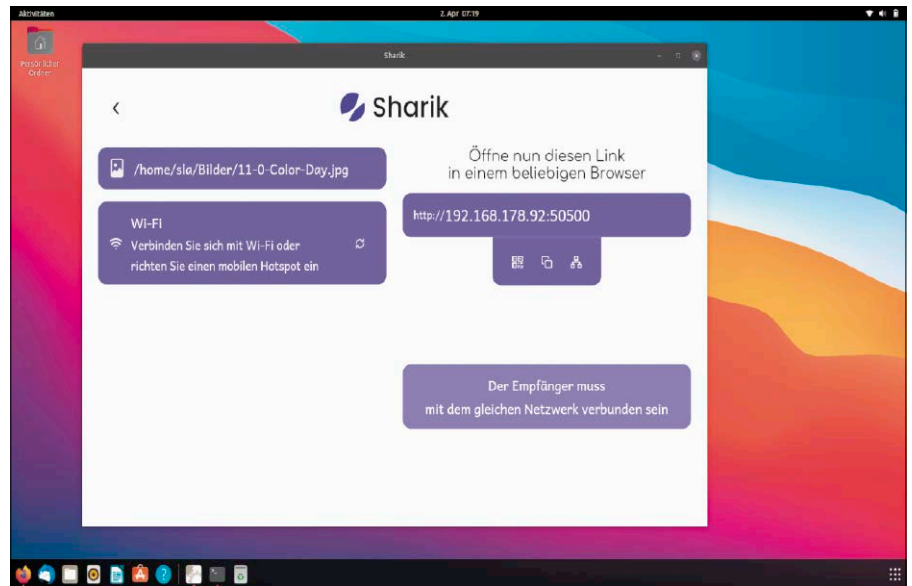 Aktivitäten
2. Apr 07:19
Persönlicher
Ordner
Sharik
Sharik
/home/sla/Bilder/11-0-Color-Day.jpg
Wi-Fi
Verbinden Sie sich mit Wi-Fi oder
richten Sie einen mobilen Hotspot ein
Öffne nun diesen Link
in einem beliebigen Browser
http://192.168.178.92:50500
Der Empfänger muss
mit dem gleichen Netzwerk verbunden sein